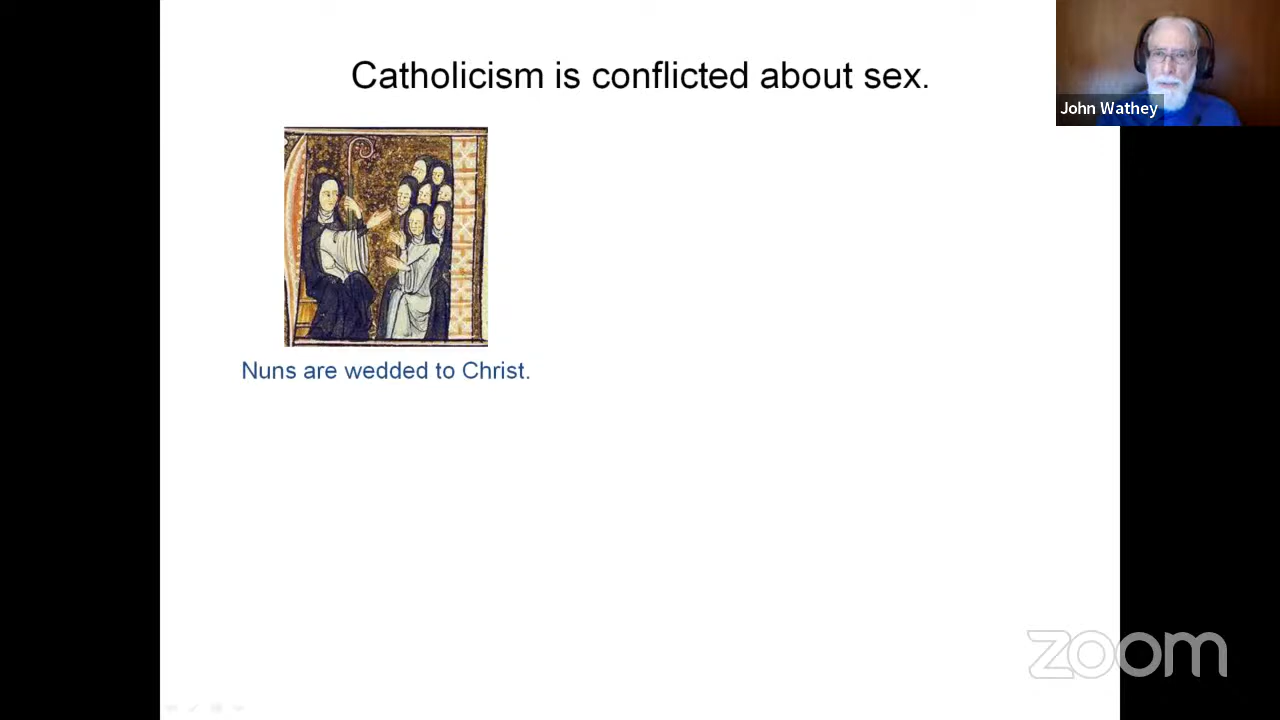 Catholicism is conflicted about sex.
John Wathey
Nuns are wedded to Christ.
zoom